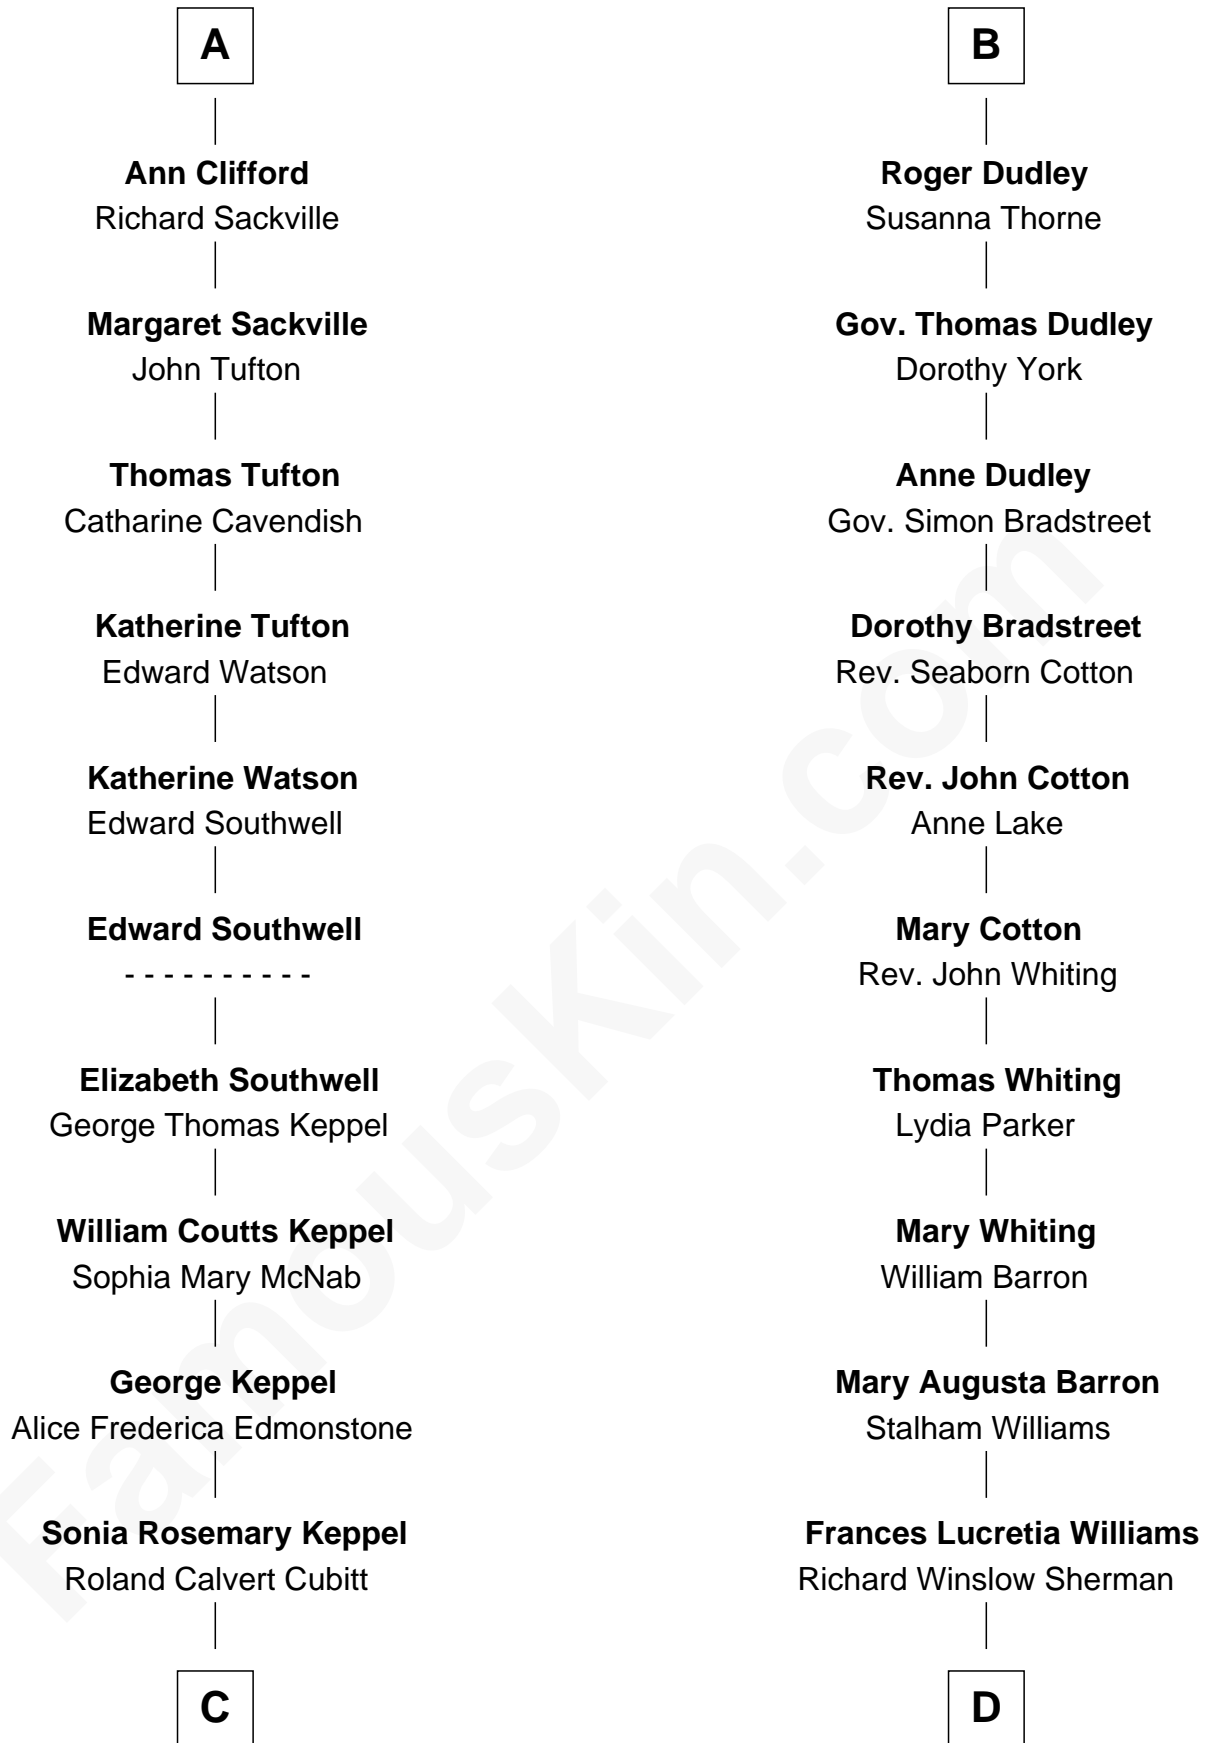 A
Ann Clifford
Richard Sackville
Margaret Sackville
John Tufton
Thomas Tufton
Catharine Cavendish
Katherine Tufton
Edward Watson
Katherine Watson
Edward Southwell
Edward Southwell
- - - - - - - - - -
Elizabeth Southwell
George Thomas Keppel
William Coutts Keppel
Sophia Mary McNab
George Keppel
Alice Frederica Edmonstone
Sonia Rosemary Keppel
Roland Calvert Cubitt
C
B
Roger Dudley
Susanna Thorne
Gov. Thomas Dudley
Dorothy York
Anne Dudley
Gov. Simon Bradstreet
Dorothy Bradstreet
Rev. Seaborn Cotton
Rev. John Cotton
Anne Lake
Mary Cotton
Rev. John Whiting
Thomas Whiting
Lydia Parker
Mary Whiting
William Barron
Mary Augusta Barron
Stalham Williams
Frances Lucretia Williams
Richard Winslow Sherman
D
FamousKin.com